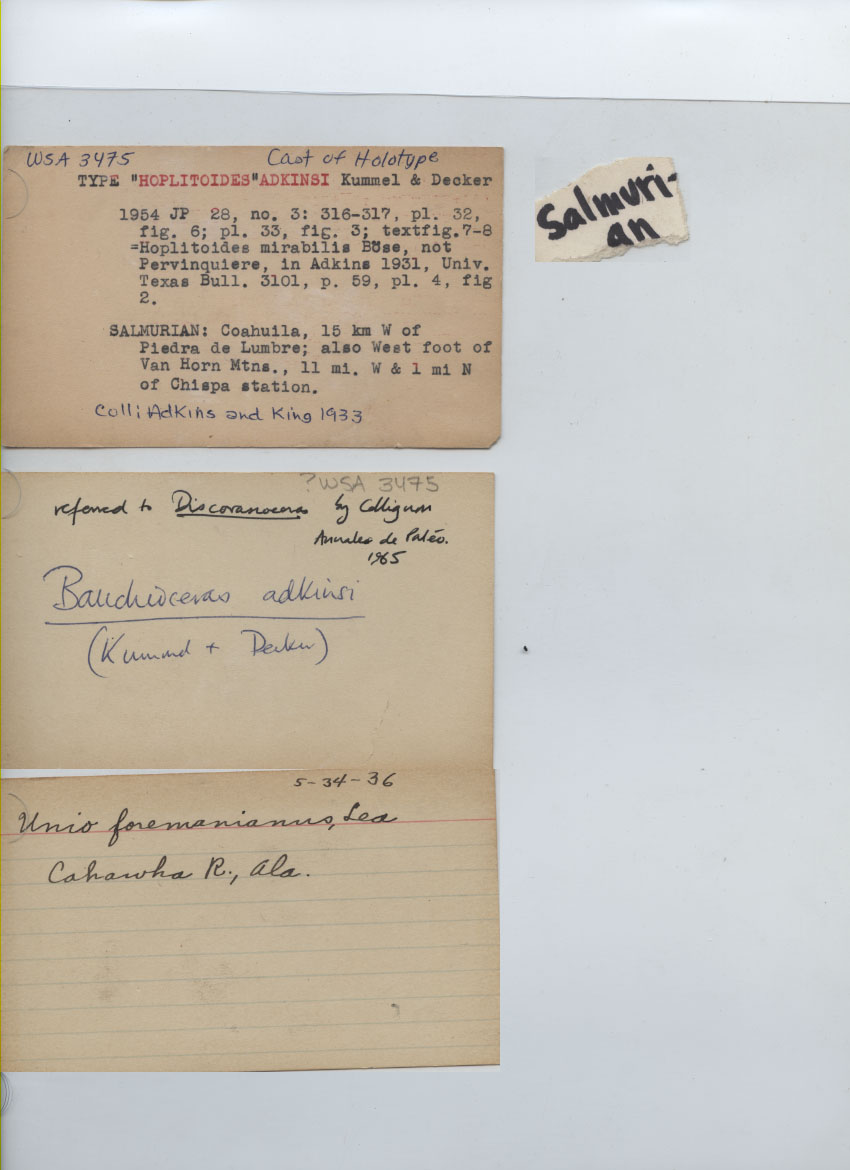 WSA 3475 Cast of Holotype
TYPE "HOPLITOIDES"ADKINSI Kummel & Decker
1954 JP 28, no. 3: 316-317, pl. 32,
fig. 6; pl. 33, fig. 3; textfig.7-8
=Hoplitoides mirabilis Böse, not
Pervinquiere, in Adkins 1931, Univ.
Texas Bull. 3101, p. 59, pl. 4, fig
2.
SALMURIAN: Coahuila, 15 km W of
Piedra de Lumbre; also West foot of
Van Horn Mtns., 11 mi. W & 1 mi N
of Chispa station.
Coll: Adkins and King 1933
Salmuri-
an
?WSA 3475
referred to Discovanoceras by Collignon
Annales de Paléo.
1965
Bauchioceras adkinsi
(Kummel + Decker)
5-34-36
Unio foremanianus, Lea
Cahawha R., Ala.